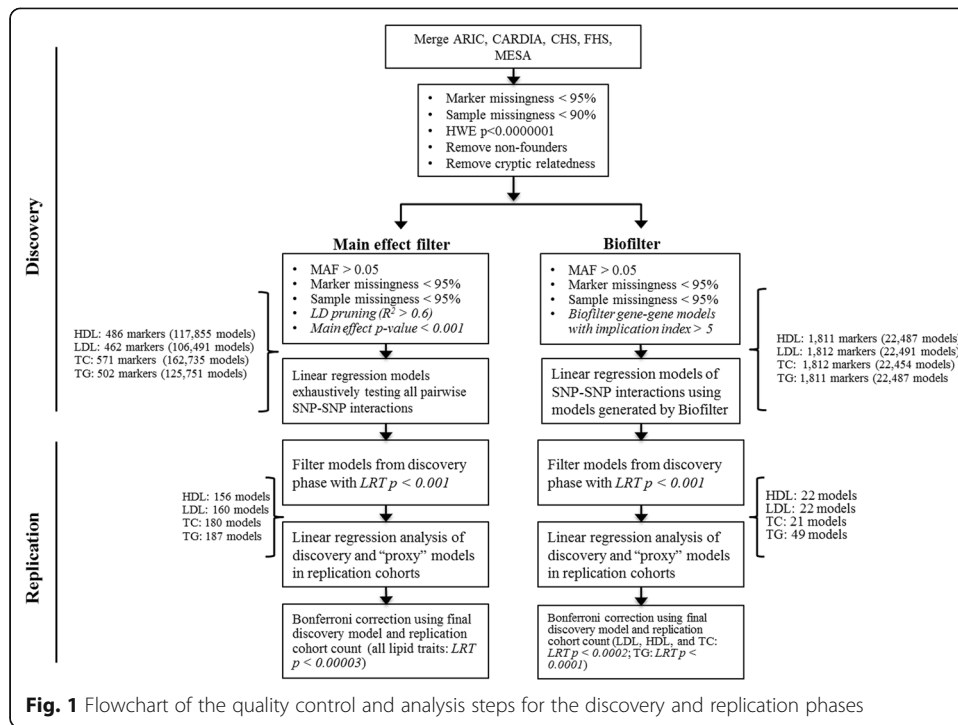 Merge ARIC, CARDIA, CHS, FHS,
MESA
• Marker missingness < 95%
• Sample missingness < 90%
• HWE p<0.0000001
• Remove non-founders
• Remove cryptic relatedness
Discovery
Main effect filter
• MAF > 0.05
• Marker missingness < 95%
• Sample missingness < 95%
• LD pruning (R² > 0.6)
• Main effect p-value < 0.001
HDL: 486 markers (117,855 models)
LDL: 462 markers (106,491 models)
TC: 571 markers (162,735 models)
TG: 502 markers (125,751 models)
Linear regression models
exhaustively testing all pairwise
SNP-SNP interactions
Biofilter
• MAF > 0.05
• Marker missingness < 95%
• Sample missingness < 95%
• Biofilter gene-gene models
with implication index > 5
HDL: 1,811 markers (22,487 models)
LDL: 1,812 markers (22,491 models)
TC: 1,812 markers (22,454 models)
TG: 1,811 markers (22,487 models
Linear regression models of
SNP-SNP interactions using
models generated by Biofilter
Replication
Filter models from discovery
phase with LRT p < 0.001
HDL: 156 models
LDL: 160 models
TC: 180 models
TG: 187 models
Linear regression analysis of
discovery and “proxy” models
in replication cohorts
Bonferroni correction using final
discovery model and replication
cohort count (all lipid traits: LRT
p < 0.00003)
Filter models from discovery
phase with LRT p < 0.001
HDL: 22 models
LDL: 22 models
TC: 21 models
TG: 49 models
Linear regression analysis of
discovery and “proxy” models
in replication cohorts
Bonferroni correction using final
discovery model and replication
cohort count (LDL, HDL, and TC:
LRT p < 0.0002; TG: LRT p <
0.0001)
Fig. 1 Flowchart of the quality control and analysis steps for the discovery and replication phases